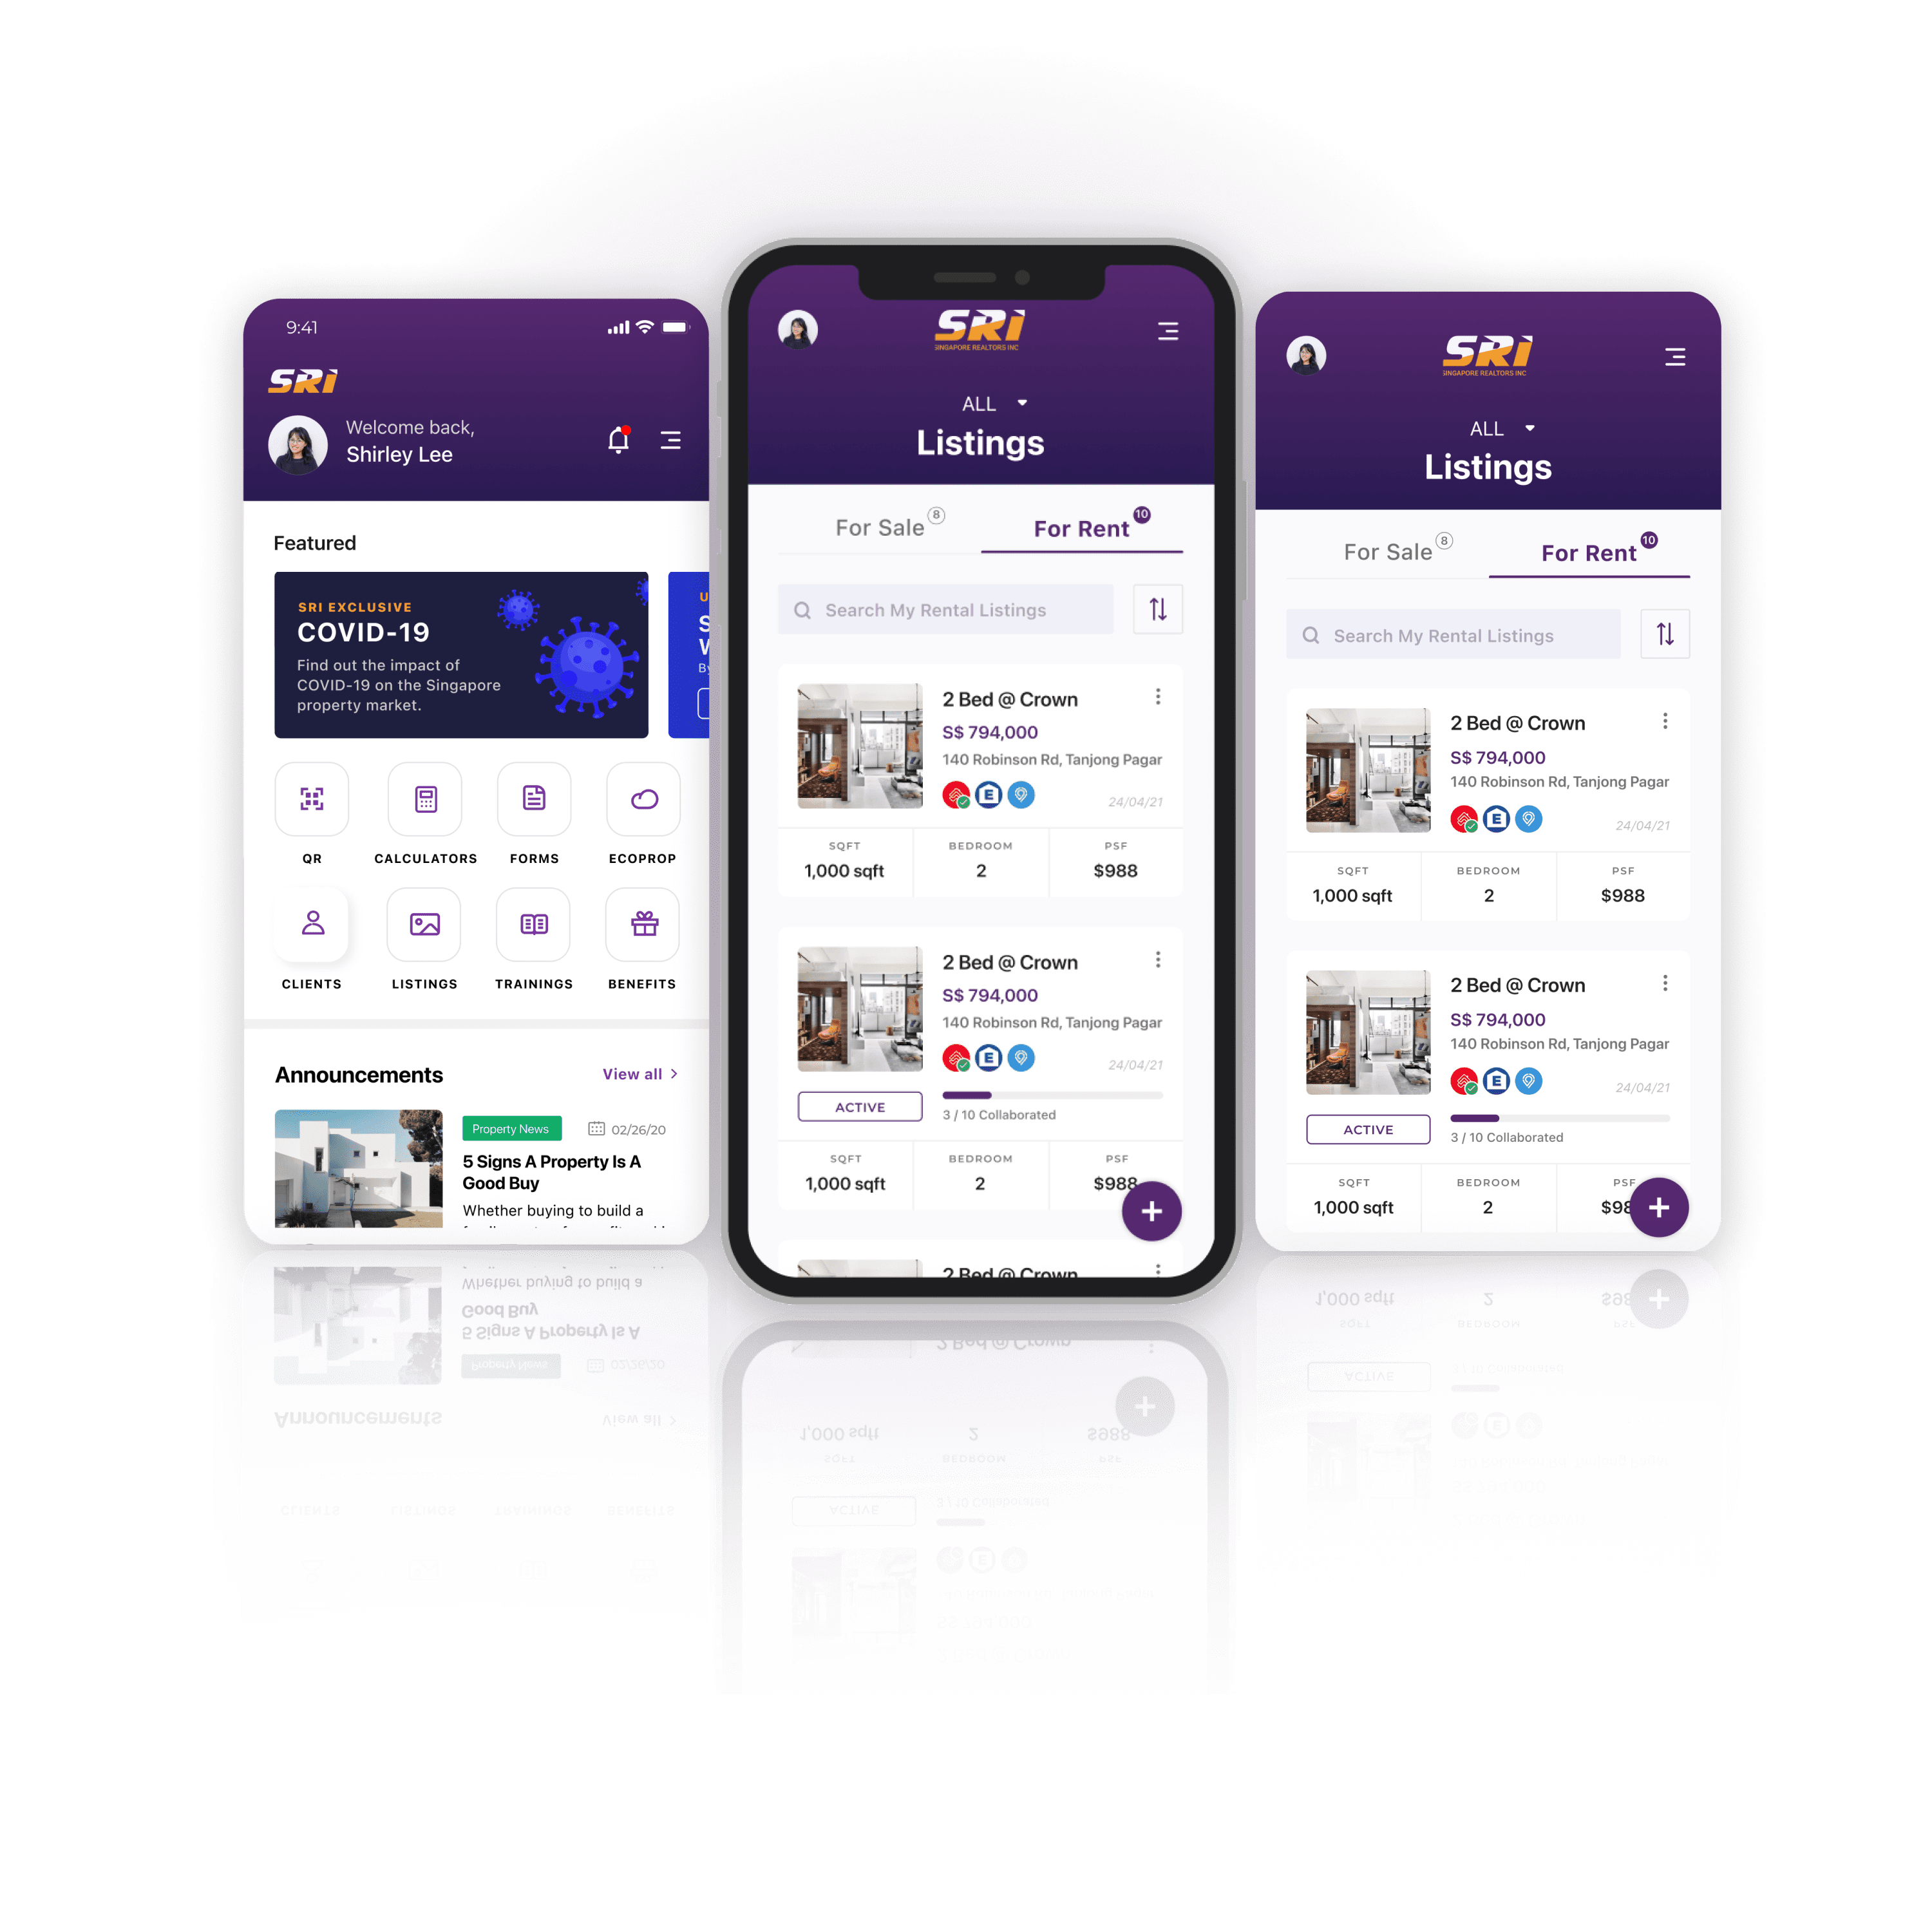 9:41
SRI
Welcome back,
Shirley Lee
Featured
SRI EXCLUSIVE
COVID-19
Find out the impact of
COVID-19 on the Singapore
property market.
U
S
W
By
QR
CALCULATORS
FORMS
ECOPROP
CLIENTS
LISTINGS
TRAININGS
BENEFITS
Announcements
View all
Property News
02/26/20
5 Signs A Property Is A
Good Buy
Whether buying to build a
SRI
SINGAPORE REALTORS INC
ALL
Listings
For Sale 8
For Rent 10
Search My Rental Listings
2 Bed @ Crown
S$ 794,000
140 Robinson Rd, Tanjong Pagar
E
24/04/21
SQFT
BEDROOM
PSF
1,000 sqft
2
$988
2 Bed @ Crown
S$ 794,000
140 Robinson Rd, Tanjong Pagar
E
24/04/21
ACTIVE
3 / 10 Collaborated
SQFT
BEDROOM
PSF
1,000 sqft
2
$988
+
2 Bed @ Crown
SRI
SINGAPORE REALTORS INC
ALL
Listings
For Sale 8
For Rent 10
Search My Rental Listings
2 Bed @ Crown
S$ 794,000
140 Robinson Rd, Tanjong Pagar
E
24/04/21
SQFT
BEDROOM
PSF
1,000 sqft
2
$988
2 Bed @ Crown
S$ 794,000
140 Robinson Rd, Tanjong Pagar
E
24/04/21
ACTIVE
3 / 10 Collaborated
SQFT
BEDROOM
PSF
1,000 sqft
2
$98
+